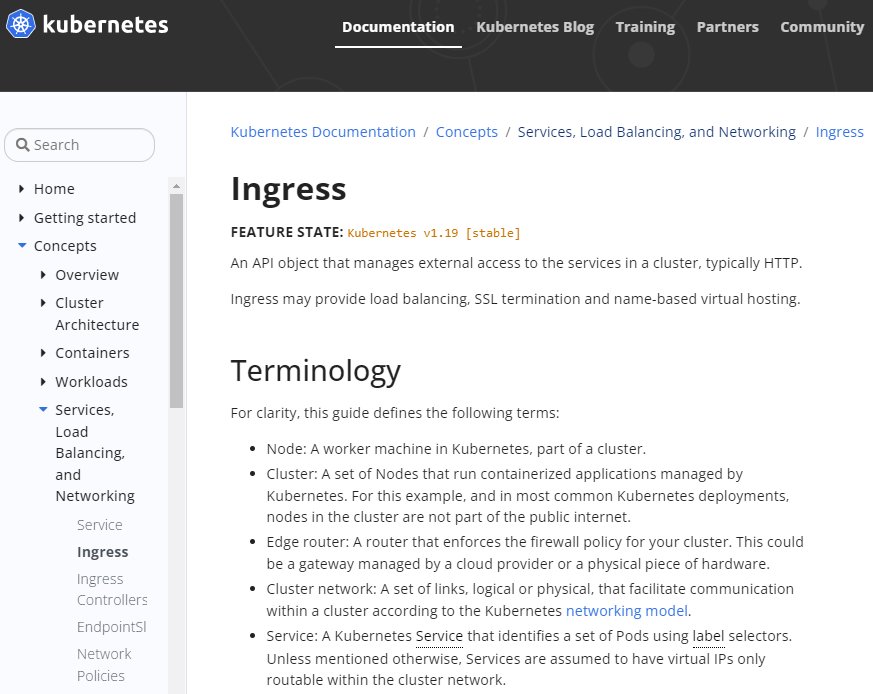 kubernetes
Documentation Kubernetes Blog Training Partners Community
Search
Home
Getting started
Concepts
Overview
Cluster
Architecture
Containers
Workloads
Services,
Load
Balancing,
and
Networking
Service
Ingress
Ingress
Controllers
EndpointSl
Network
Policies
Kubernetes Documentation / Concepts / Services, Load Balancing, and Networking / Ingress
Ingress
FEATURE STATE: Kubernetes v1.19 [stable]
An API object that manages external access to the services in a cluster, typically HTTP.
Ingress may provide load balancing, SSL termination and name-based virtual hosting.
Terminology
For clarity, this guide defines the following terms:
• Node: A worker machine in Kubernetes, part of a cluster.
• Cluster: A set of Nodes that run containerized applications managed by
Kubernetes. For this example, and in most common Kubernetes deployments,
nodes in the cluster are not part of the public internet.
• Edge router: A router that enforces the firewall policy for your cluster. This could
be a gateway managed by a cloud provider or a physical piece of hardware.
• Cluster network: A set of links, logical or physical, that facilitate communication
within a cluster according to the Kubernetes networking model.
• Service: A Kubernetes Service that identifies a set of Pods using label selectors.
Unless mentioned otherwise, Services are assumed to have virtual IPs only
routable within the cluster network.